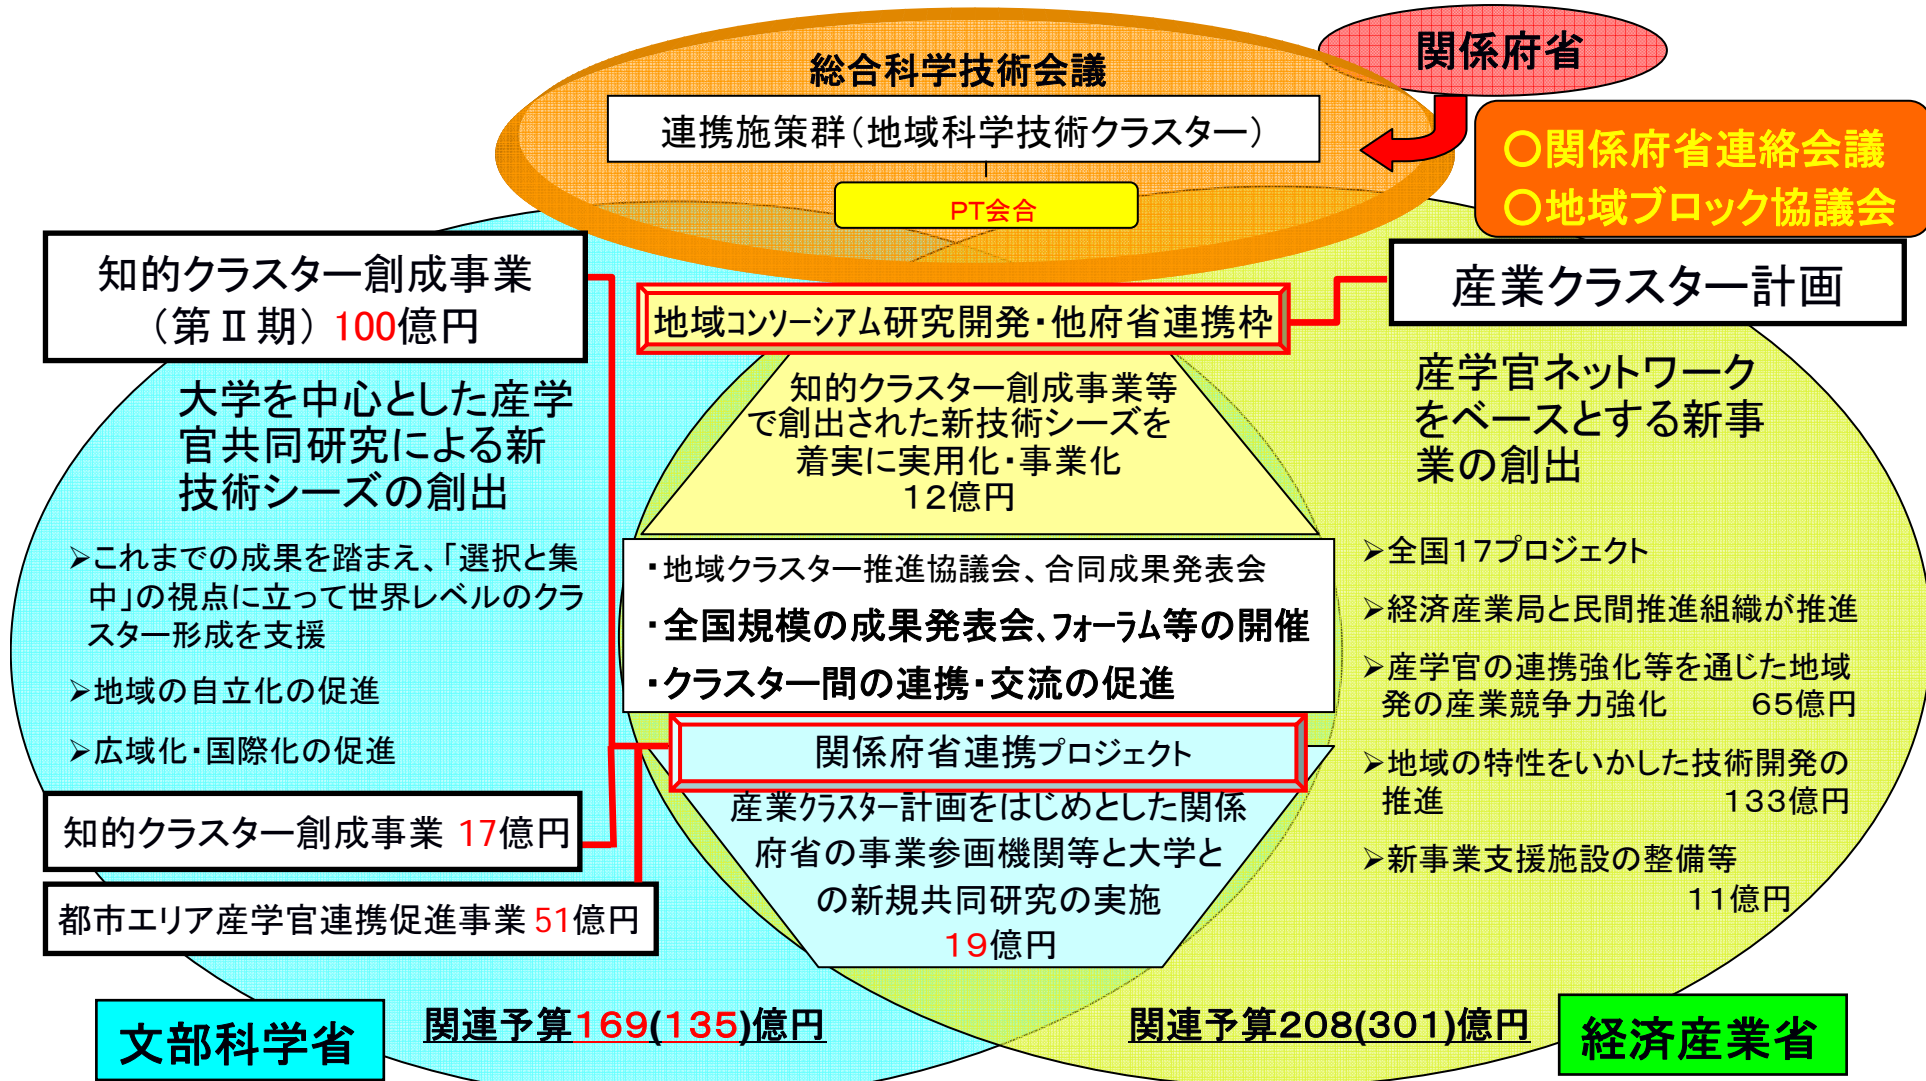 総合科学技術会議
関係府省
連携施策群(地域科学技術クラスター)
PT会合
○関係府省連絡会議
○地域ブロック協議会
知的クラスター創成事業
(第Ⅱ期) 100億円
大学を中心とした産学
官共同研究による新
技術シーズの創出
➢これまでの成果を踏まえ、「選択と集
中」の視点に立って世界レベルのクラ
スター形成を支援
➢地域の自立化の促進
➢広域化・国際化の促進
知的クラスター創成事業 17億円
都市エリア産学官連携促進事業 51億円
文部科学省
関連予算169(135)億円
地域コンソーシアム研究開発・他府省連携枠
知的クラスター創成事業等
で創出された新技術シーズを
着実に実用化・事業化
12億円
・地域クラスター推進協議会、合同成果発表会
・全国規模の成果発表会、フォーラム等の開催
・クラスター間の連携・交流の促進
関係府省連携プロジェクト
産業クラスター計画をはじめとした関係
府省の事業参画機関等と大学と
の新規共同研究の実施
19億円
産業クラスター計画
産学官ネットワーク
をベースとする新事
業の創出
➢全国17プロジェクト
➢経済産業局と民間推進組織が推進
➢産学官の連携強化等を通じた地域
発の産業競争力強化 65億円
➢地域の特性をいかした技術開発の
推進 133億円
➢新事業支援施設の整備等
11億円
関連予算208(301)億円
経済産業省